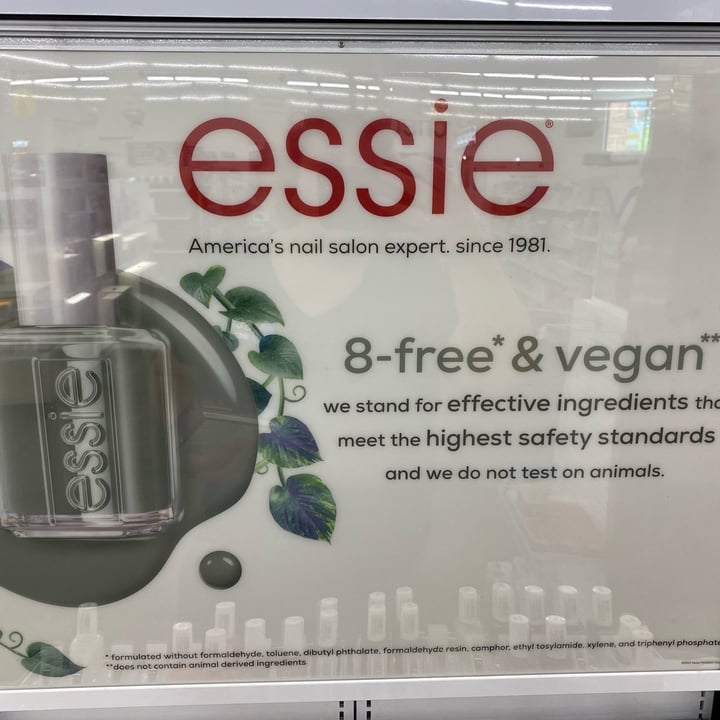 essie®
America's nail salon expert. since 1981.
essie
8-free* & vegan**
we stand for effective ingredients tha
meet the highest safety standards
and we do not test on animals.
* formulated without formaldehyde, toluene, dibutyl phthalate, formaldehyde resin, camphor, ethyl tosylamide, xylene, and triphenyl phosphate
**does not contain animal derived ingredients